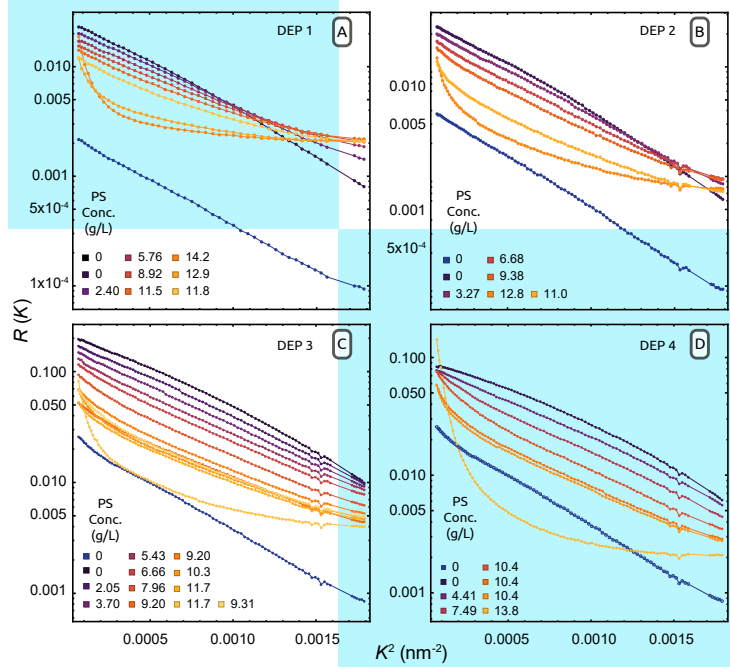 DEP 1
A
0.010
0.005
0.001
5x10⁻⁴
1x10⁻⁴
PS
Conc.
(g/L)
0 5.76 14.2
0 8.92 12.9
2.40 11.5 11.8
DEP 2
B
0.010
0.005
0.001
5x10⁻⁴
PS
Conc.
(g/L)
0 6.68
0 9.38
3.27 12.8 11.0
R (K)
DEP 3
C
0.100
0.050
0.010
0.005
0.001
PS
Conc.
(g/L)
0 5.43 9.20
0 6.66 10.3
2.05 7.96 11.7
3.70 9.20 11.7 9.31
0.0005 0.0010 0.0015
DEP 4
D
0.100
0.050
0.010
0.005
0.001
PS
Conc.
(g/L)
0 10.4
0 10.4
4.41 10.4
7.49 13.8
0.0005 0.0010 0.0015
K² (nm⁻²)